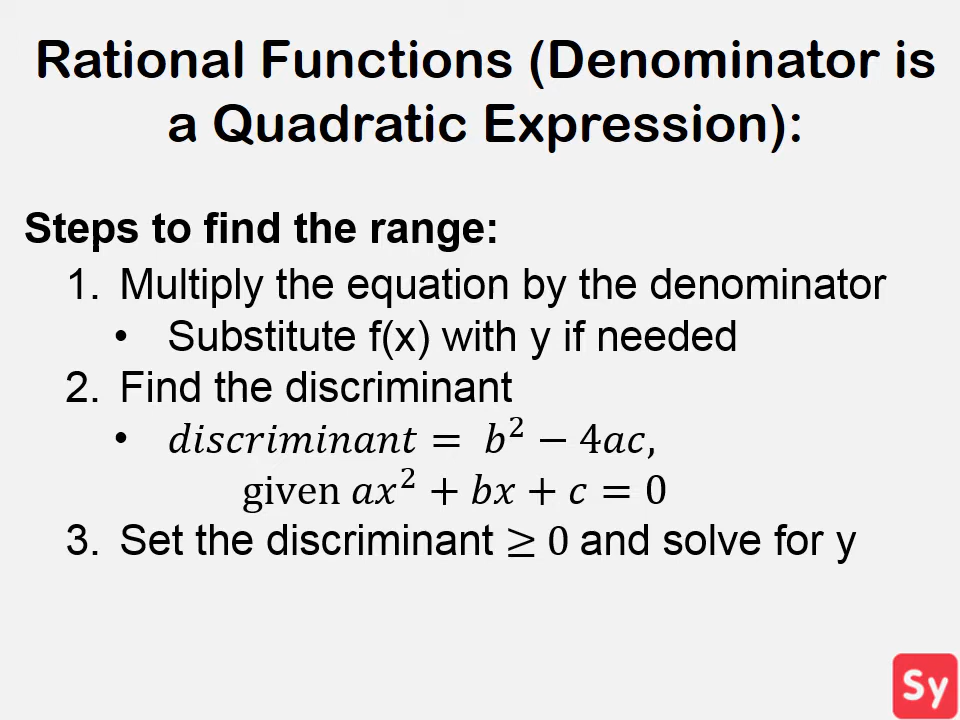 Rational Functions (Denominator is
a Quadratic Expression):
Steps to find the range:
1. Multiply the equation by the denominator
• Substitute f(x) with y if needed
2. Find the discriminant
• discriminant = b² − 4ac,
given ax² + bx + c = 0
3. Set the discriminant ≥ 0 and solve for y
Sy